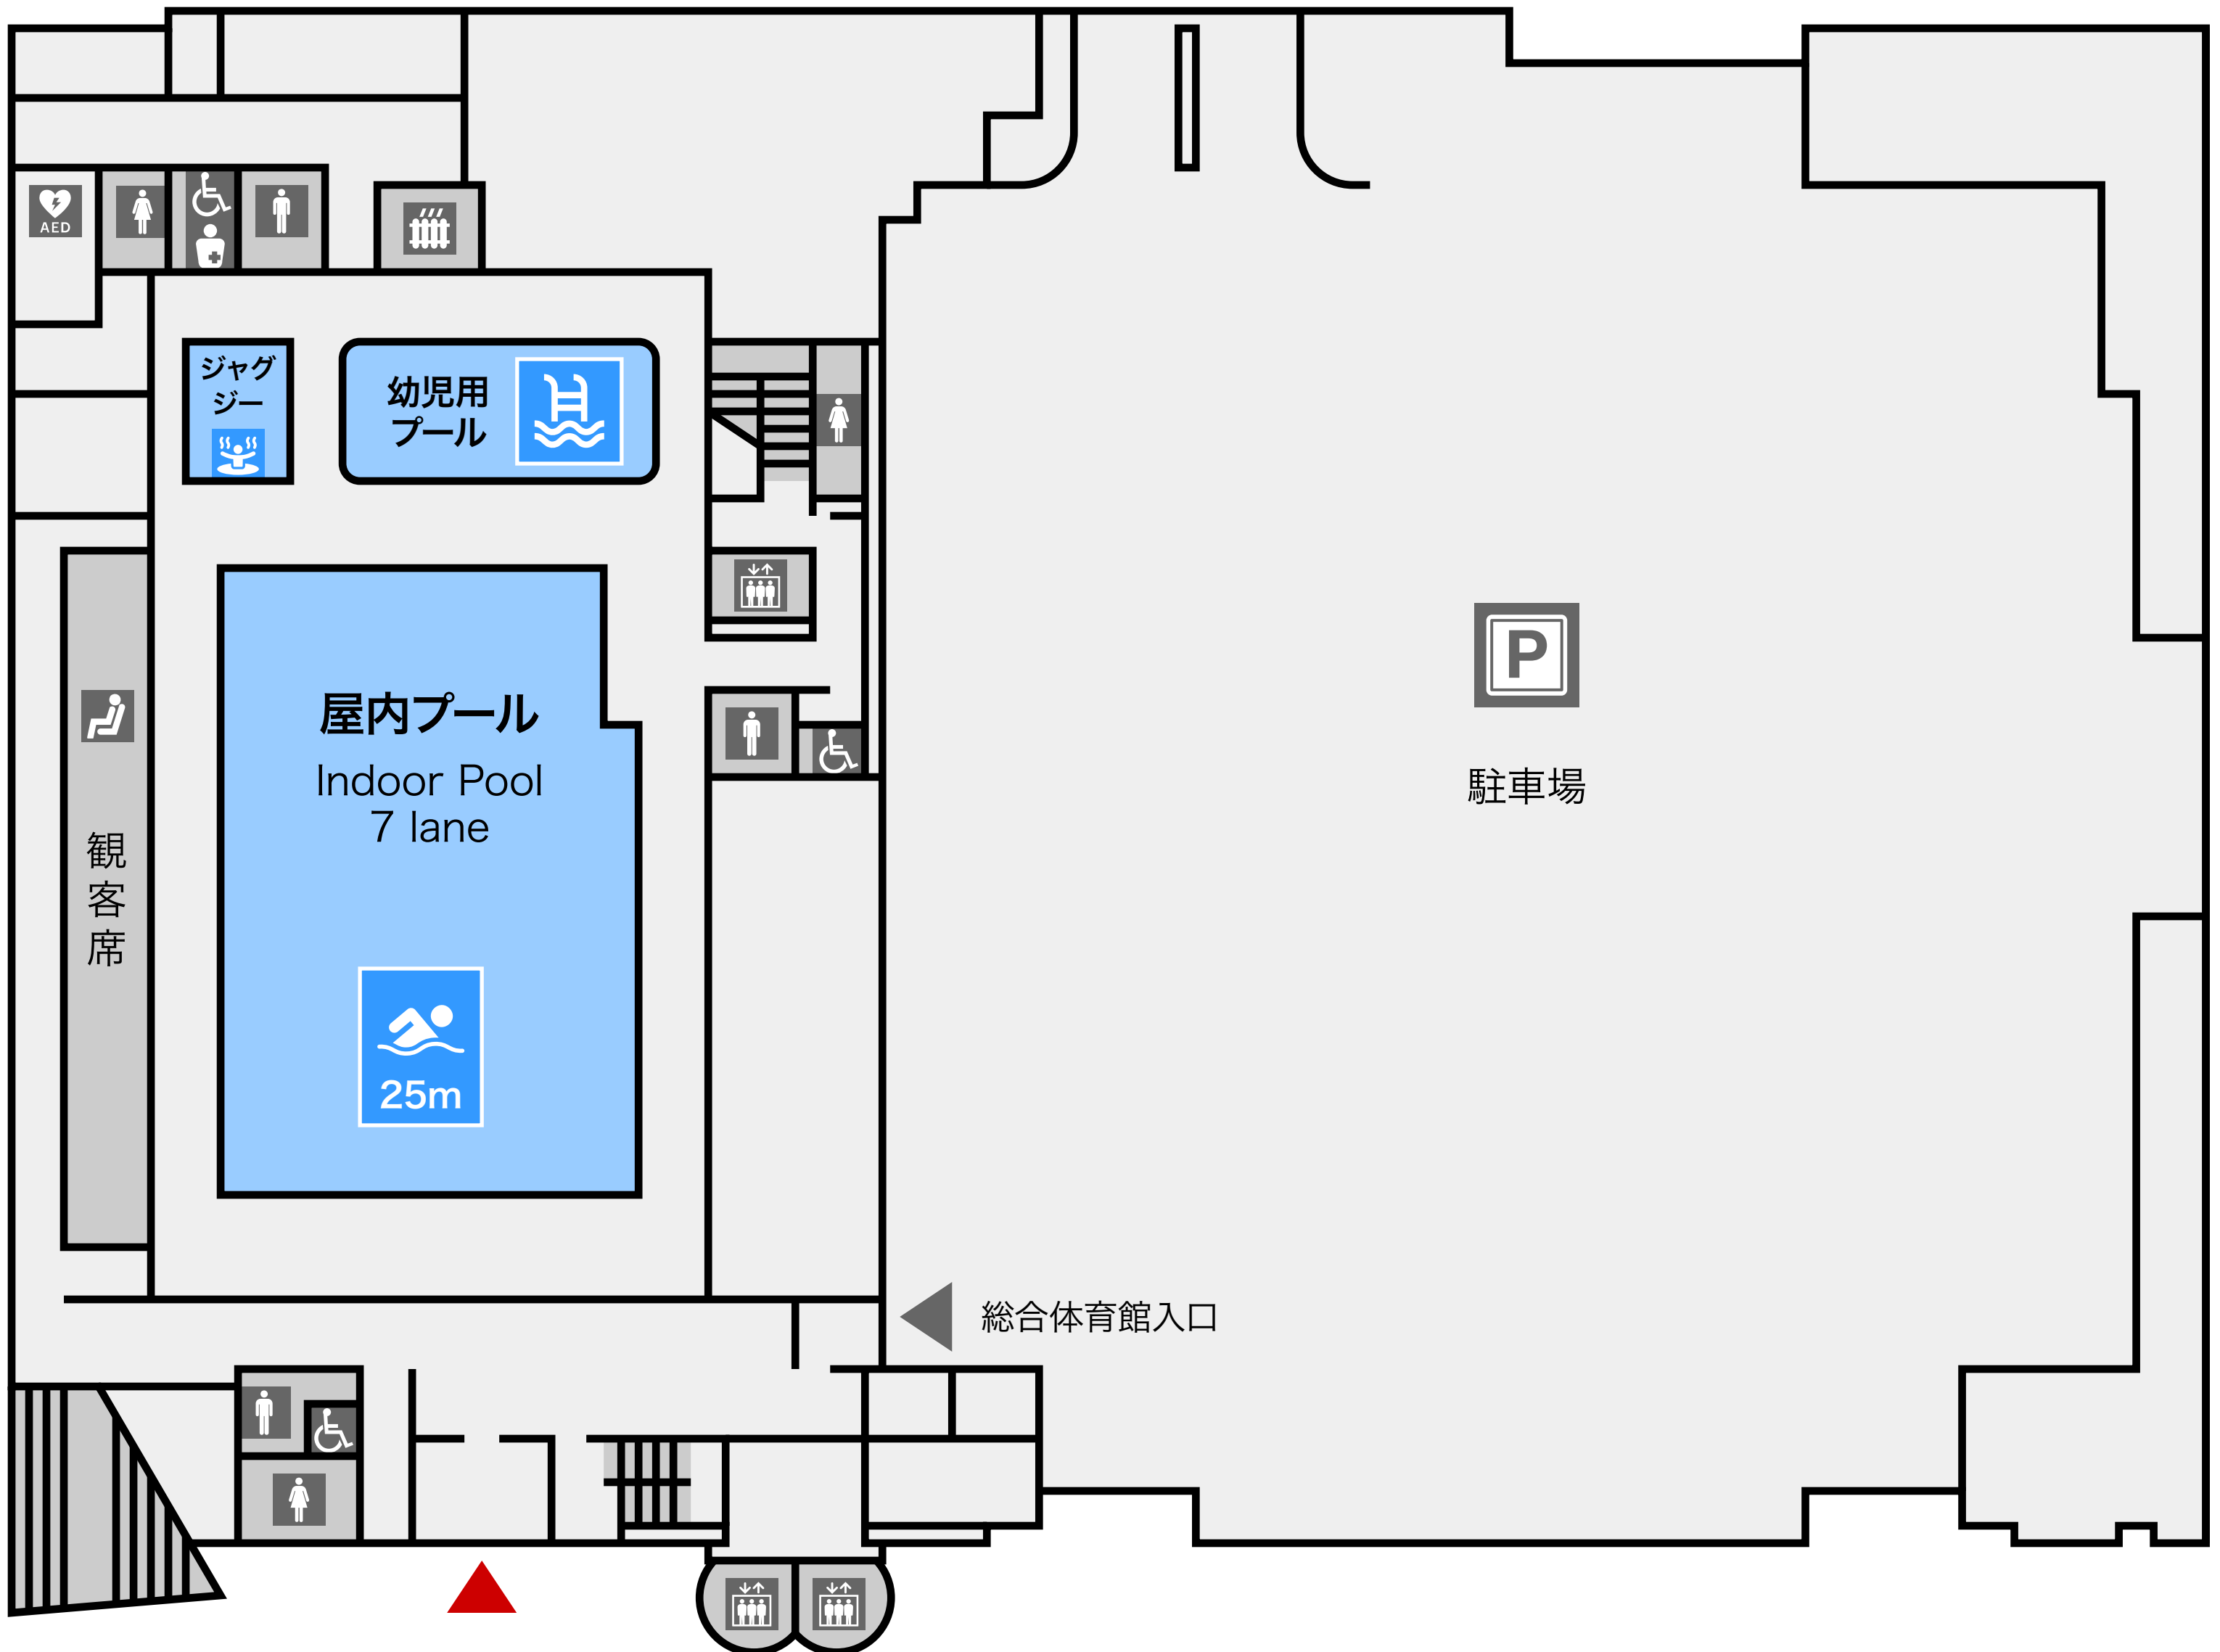 AED
ジャグ
ジー
幼児用
プール
屋内プール
Indoor Pool
7 lane
25m
観客席
P
駐車場
総合体育館入口